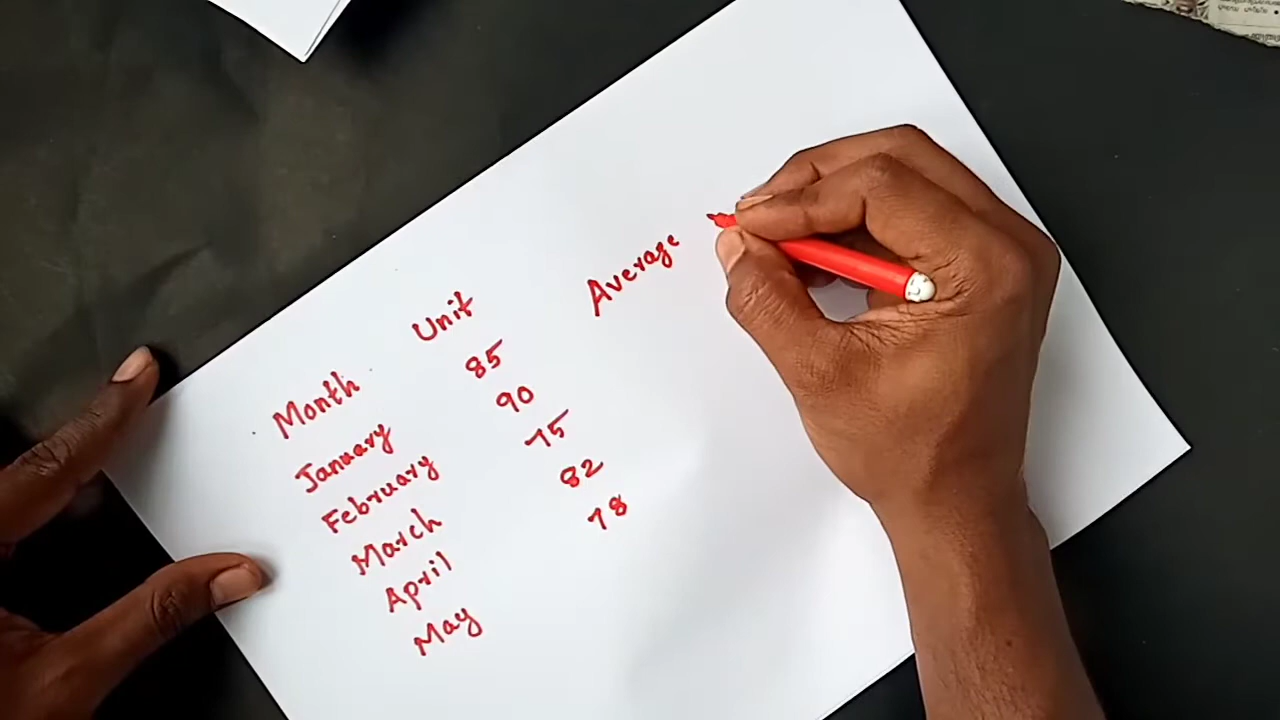 Month Unit Average
January 85
February 90
March 75
April 82
May 78